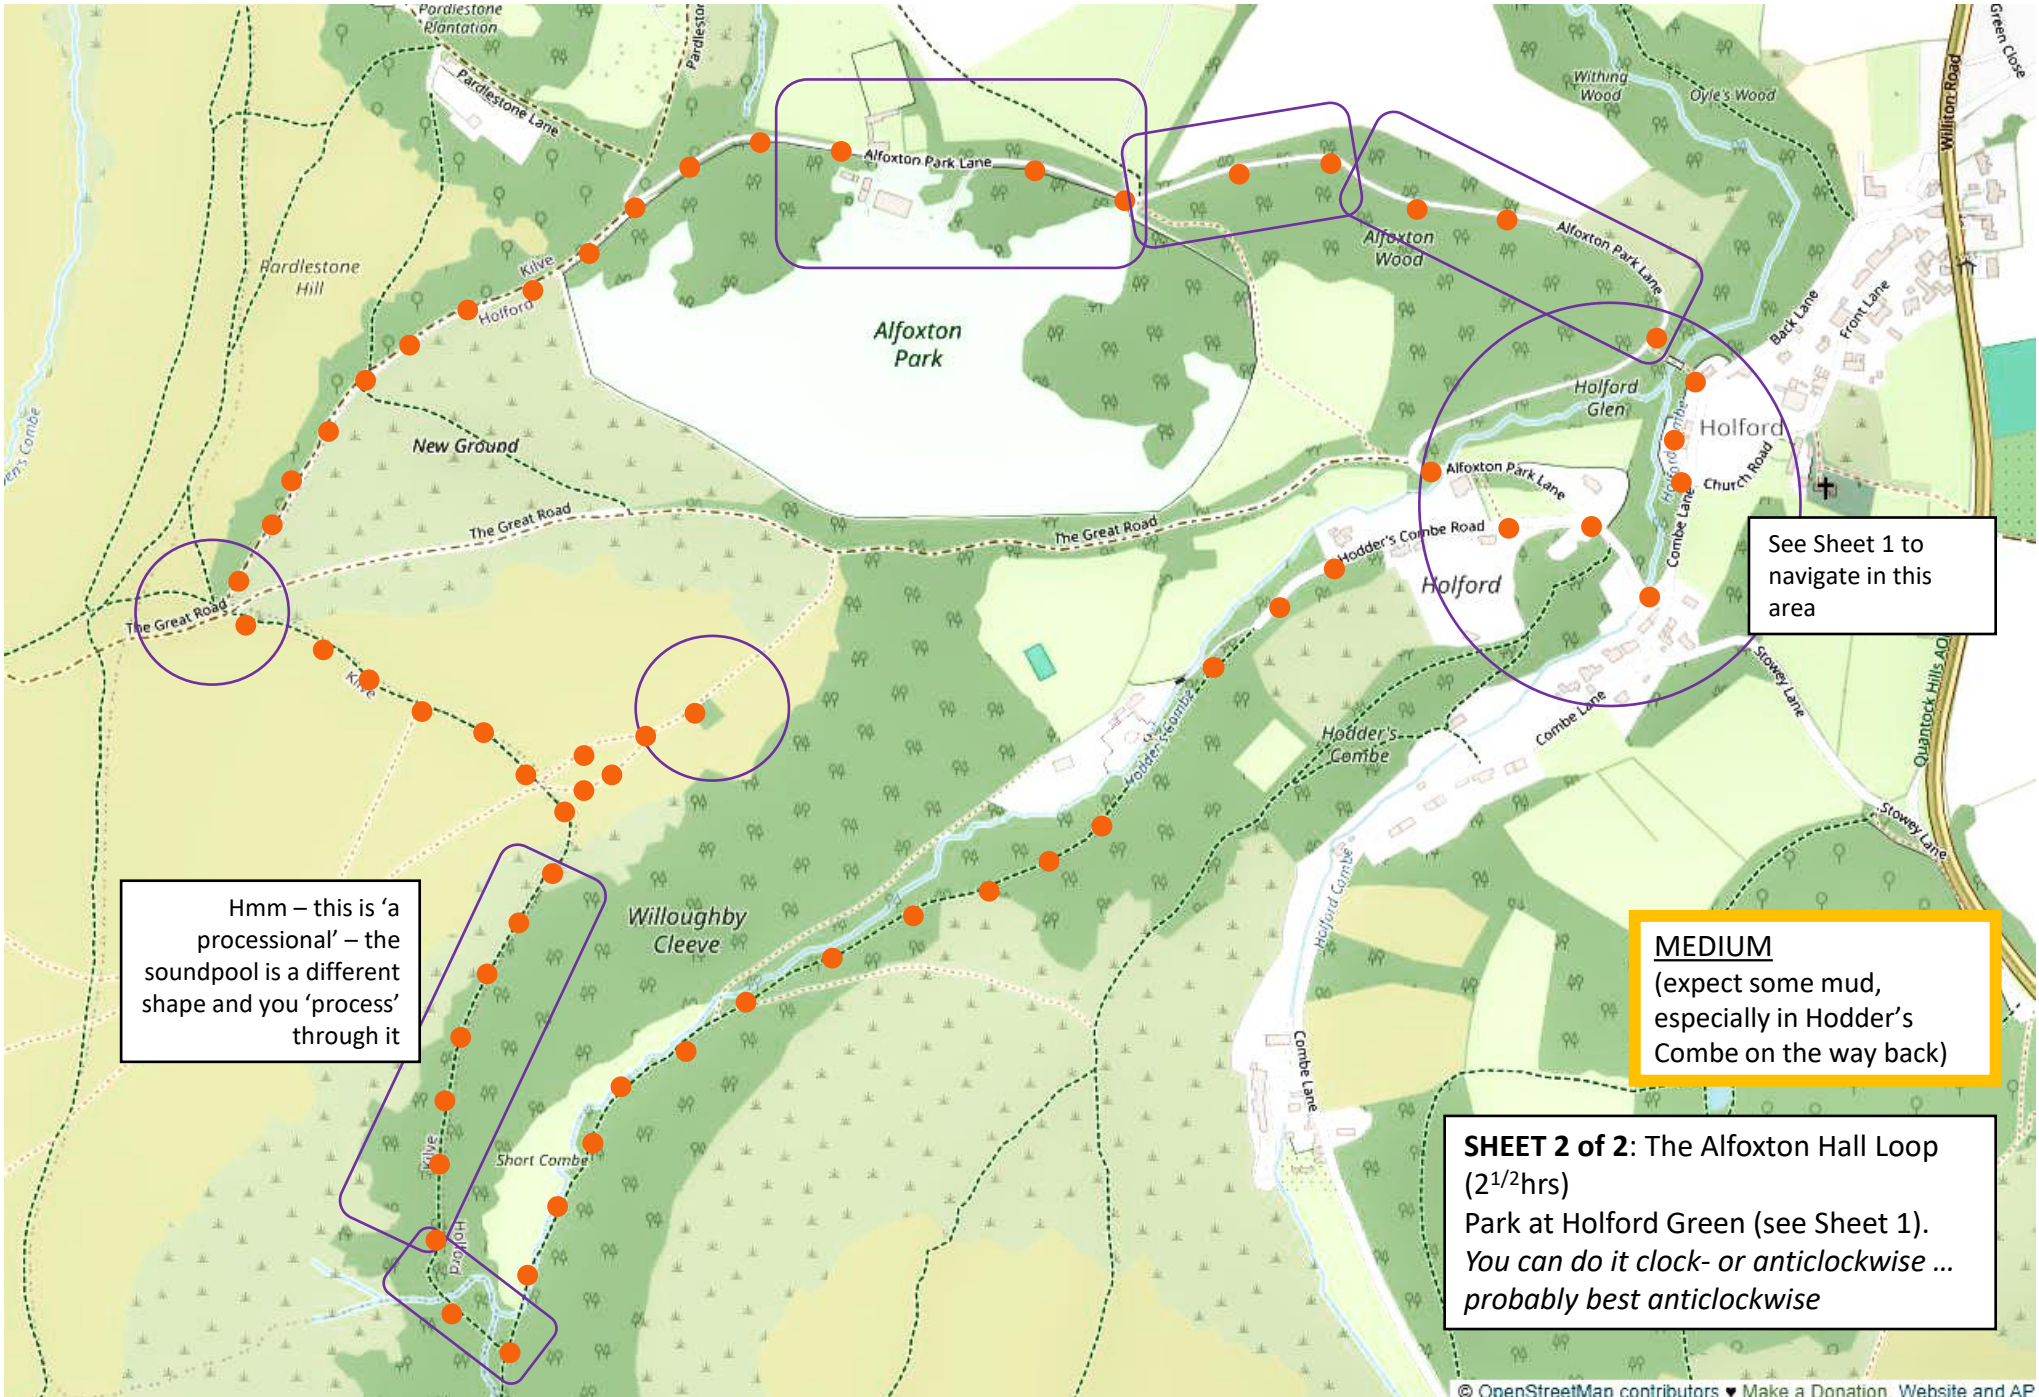 Pardlestone
Plantation
Pardlestone Lane
Green Close
Williton Road
Withing
Wood
Oyle's Wood
Alfoxton Park Lane
Alfoxton
Wood
Alfoxton Park Lane
Pardlestone
Hill
Kilve
Holford
Alfoxton
Park
Back Lane
Front Lane
Holford
Glen
Holford
New Ground
Church Road
Combe Lane
Alfoxton Park Lane
The Great Road
The Great Road
Hodder's Combe Road
Holford
See Sheet 1 to
navigate in this
area
The Great Road
Kilve
Stowey Lane
Quantock Hills AO
Hodder's Combe
Combe Lane
Hodder's
Combe
Stowey Lane
Holford Combe
Hmm – this is ‘a
processional’ – the
soundpool is a different
shape and you ‘process’
through it
Willoughby
Cleeve
MEDIUM
(expect some mud,
especially in Hodder’s
Combe on the way back)
Combe Lane
Kilve
Short Combe
Holford
SHEET 2 of 2: The Alfoxton Hall Loop
(2 1/2hrs)
Park at Holford Green (see Sheet 1).
You can do it clock- or anticlockwise …
probably best anticlockwise
© OpenStreetMap contributors ♥ Make a Donation. Website and AP